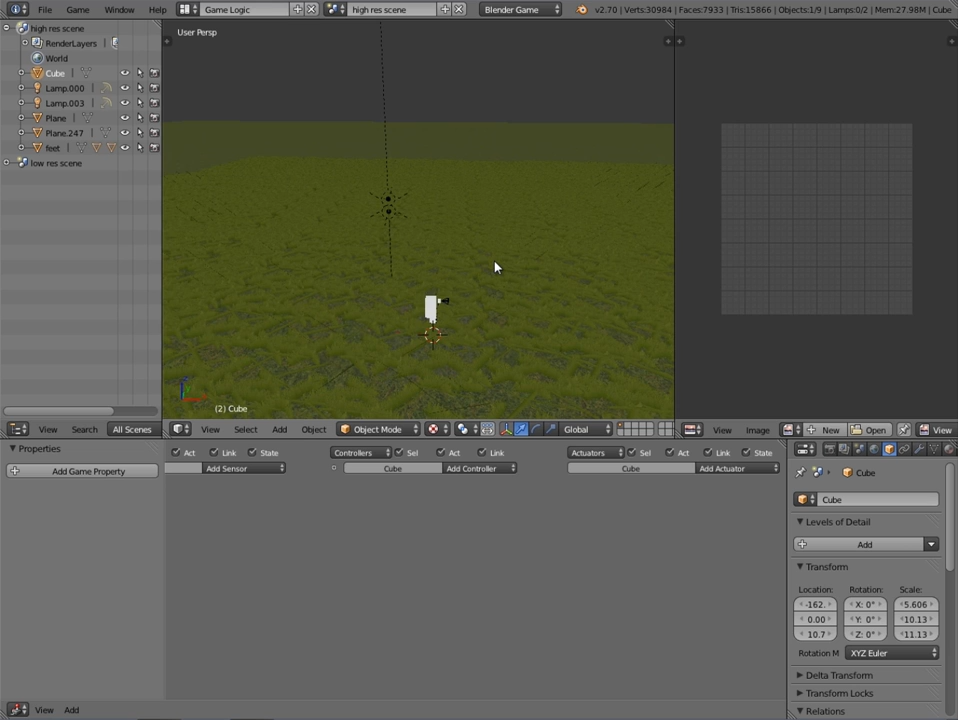 File Game Window Help Game Logic high res scene Blender Game v2.70 | Verts:30984 | Faces:7933 | Tris:15866 | Objects:1/9 | Lamps:0/2 | Mem:27.98M | Cube
high res scene
RenderLayers
World
Cube
Lamp.000
Lamp.003
Plane
Plane.247
feet
low res scene
User Persp
(2) Cube
View Search All Scenes
View Select Add Object Object Mode Global
View Image New Open View
Properties
Add Game Property
Act Link State
Add Sensor
Controllers Sel Act Link
Cube Add Controller
Actuators Sel Act Link State
Cube Add Actuator
Cube
Cube
Levels of Detail
Add
Transform
Location: Rotation: Scale:
-162. X: 0° 5.606
0.00 Y: 0° 10.13
10.7 Z: 0° 11.13
Rotation M XYZ Euler
Delta Transform
Transform Locks
Relations
View Add